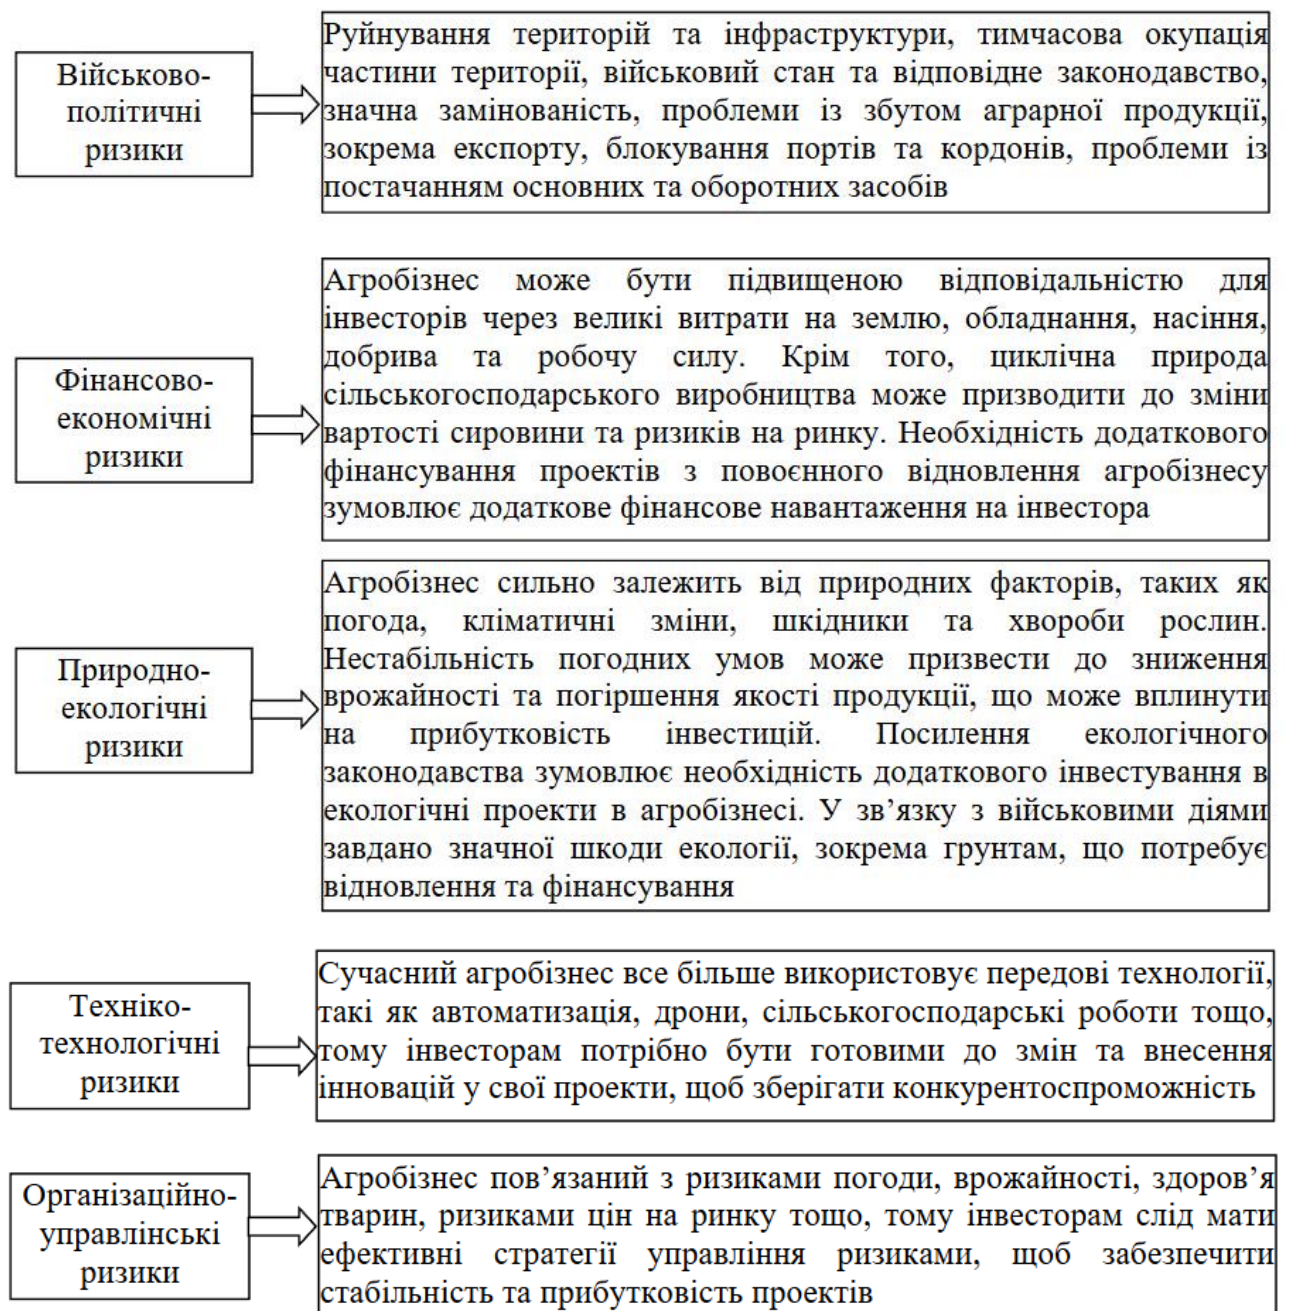 Військово-
політичні
ризики
Руйнування територій та інфраструктури, тимчасова окупація
частини території, військовий стан та відповідне законодавство,
значна замінованість, проблеми із збутом аграрної продукції,
зокрема експорту, блокування портів та кордонів, проблеми із
постачанням основних та оборотних засобів
Фінансово-
економічні
ризики
Агробізнес може бути підвищеною відповідальністю для
інвесторів через великі витрати на землю, обладнання, насіння,
добрива та робочу силу. Крім того, циклічна природа
сільськогосподарського виробництва може призводити до зміни
вартості сировини та ризиків на ринку. Необхідність додаткового
фінансування проектів з повоєнного відновлення агробізнесу
зумовлює додаткове фінансове навантаження на інвестора
Природно-
екологічні
ризики
Агробізнес сильно залежить від природних факторів, таких як
погода, кліматичні зміни, шкідники та хвороби рослин.
Нестабільність погодних умов може призвести до зниження
врожайності та погіршення якості продукції, що може вплинути
на прибутковість інвестицій. Посилення екологічного
законодавства зумовлює необхідність додаткового інвестування в
екологічні проекти в агробізнесі. У зв’язку з військовими діями
завдано значної шкоди екології, зокрема грунтам, що потребує
відновлення та фінансування
Техніко-
технологічні
ризики
Сучасний агробізнес все більше використовує передові технології,
такі як автоматизація, дрони, сільськогосподарські роботи тощо,
тому інвесторам потрібно бути готовими до змін та внесення
інновацій у свої проекти, щоб зберігати конкурентоспроможність
Організаційно-
управлінські
ризики
Агробізнес пов’язаний з ризиками погоди, врожайності, здоров’я
тварин, ризиками цін на ринку тощо, тому інвесторам слід мати
ефективні стратегії управління ризиками, щоб забезпечити
стабільність та прибутковість проектів